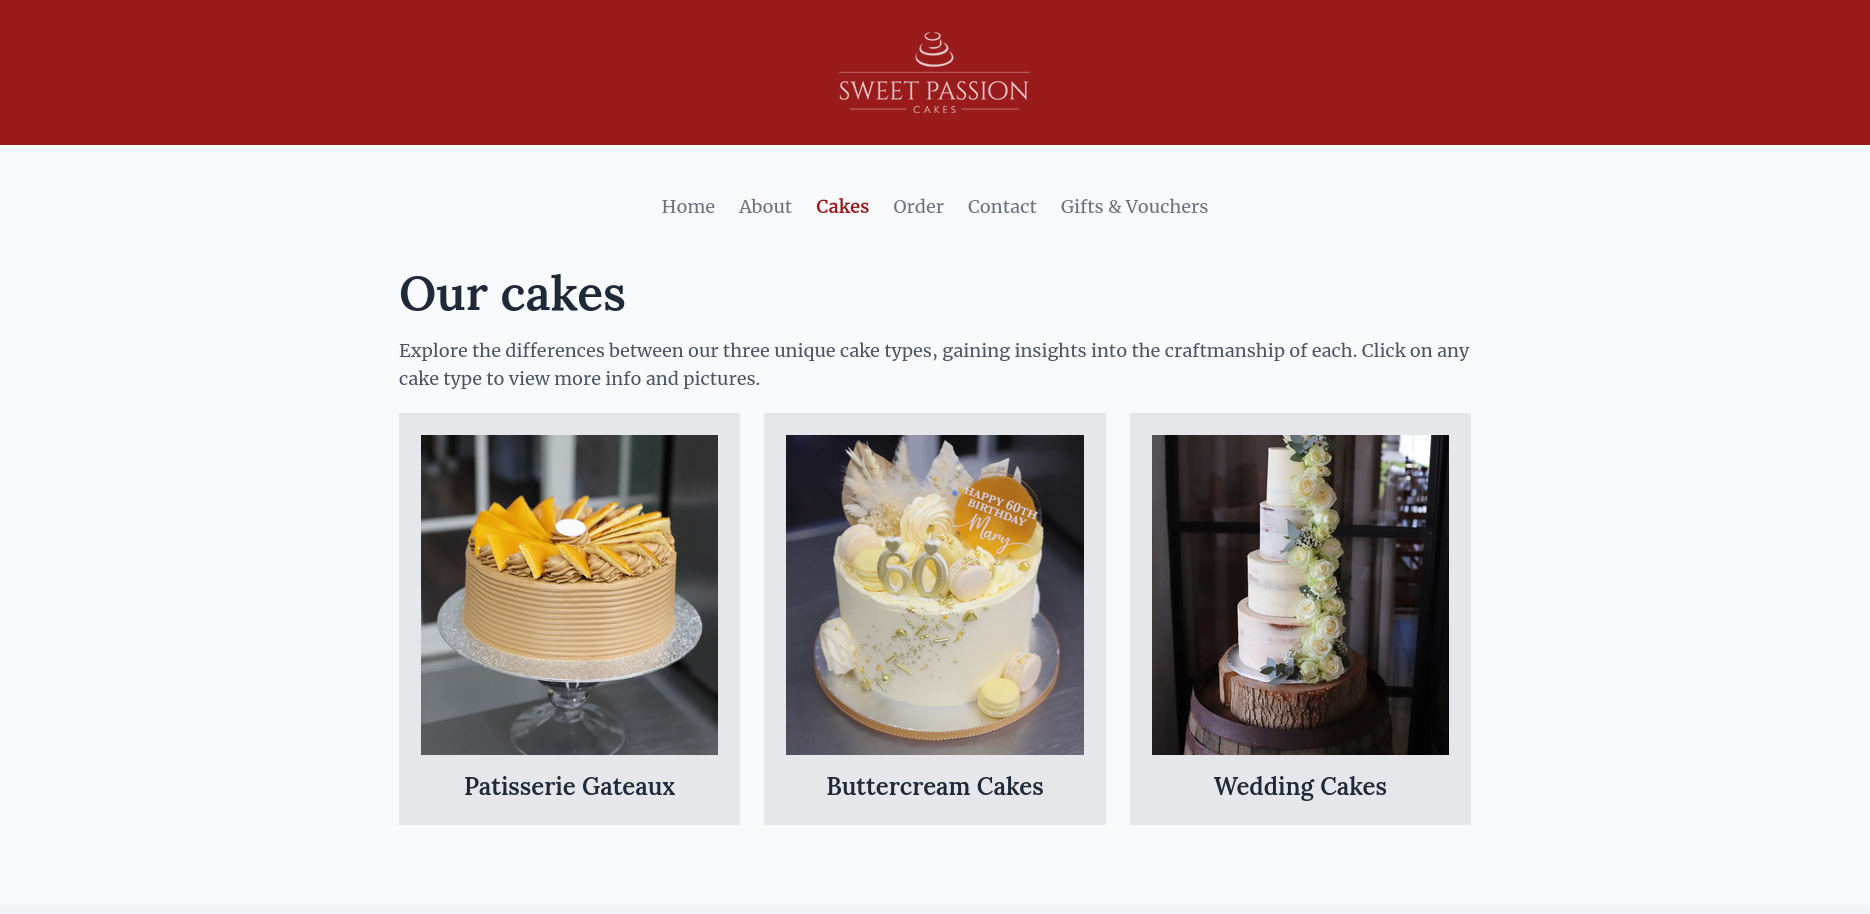 SWEET PASSION
CAKES
Home About Cakes Order Contact Gifts & Vouchers
Our cakes
Explore the differences between our three unique cake types, gaining insights into the craftmanship of each. Click on any
cake type to view more info and pictures.
HAPPY 60TH
BIRTHDAY
Mary
60
Patisserie Gateaux
Buttercream Cakes
Wedding Cakes